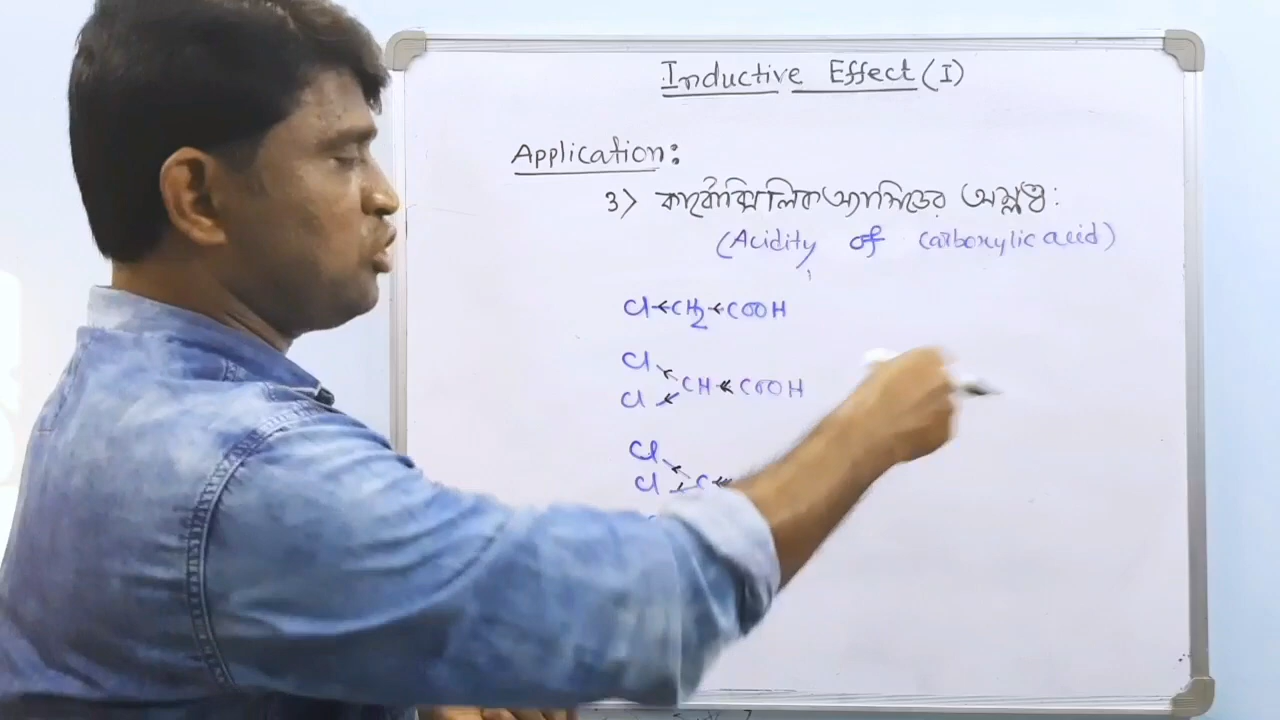 Inductive Effect (I)
Application:
3> কার্বোক্সিলিক অ্যাসিডের অম্লত্ব:
(Acidity of carboxylic acid)
Cl←CH2←COOH
Cl
CH←COOH
Cl
Cl
Cl C